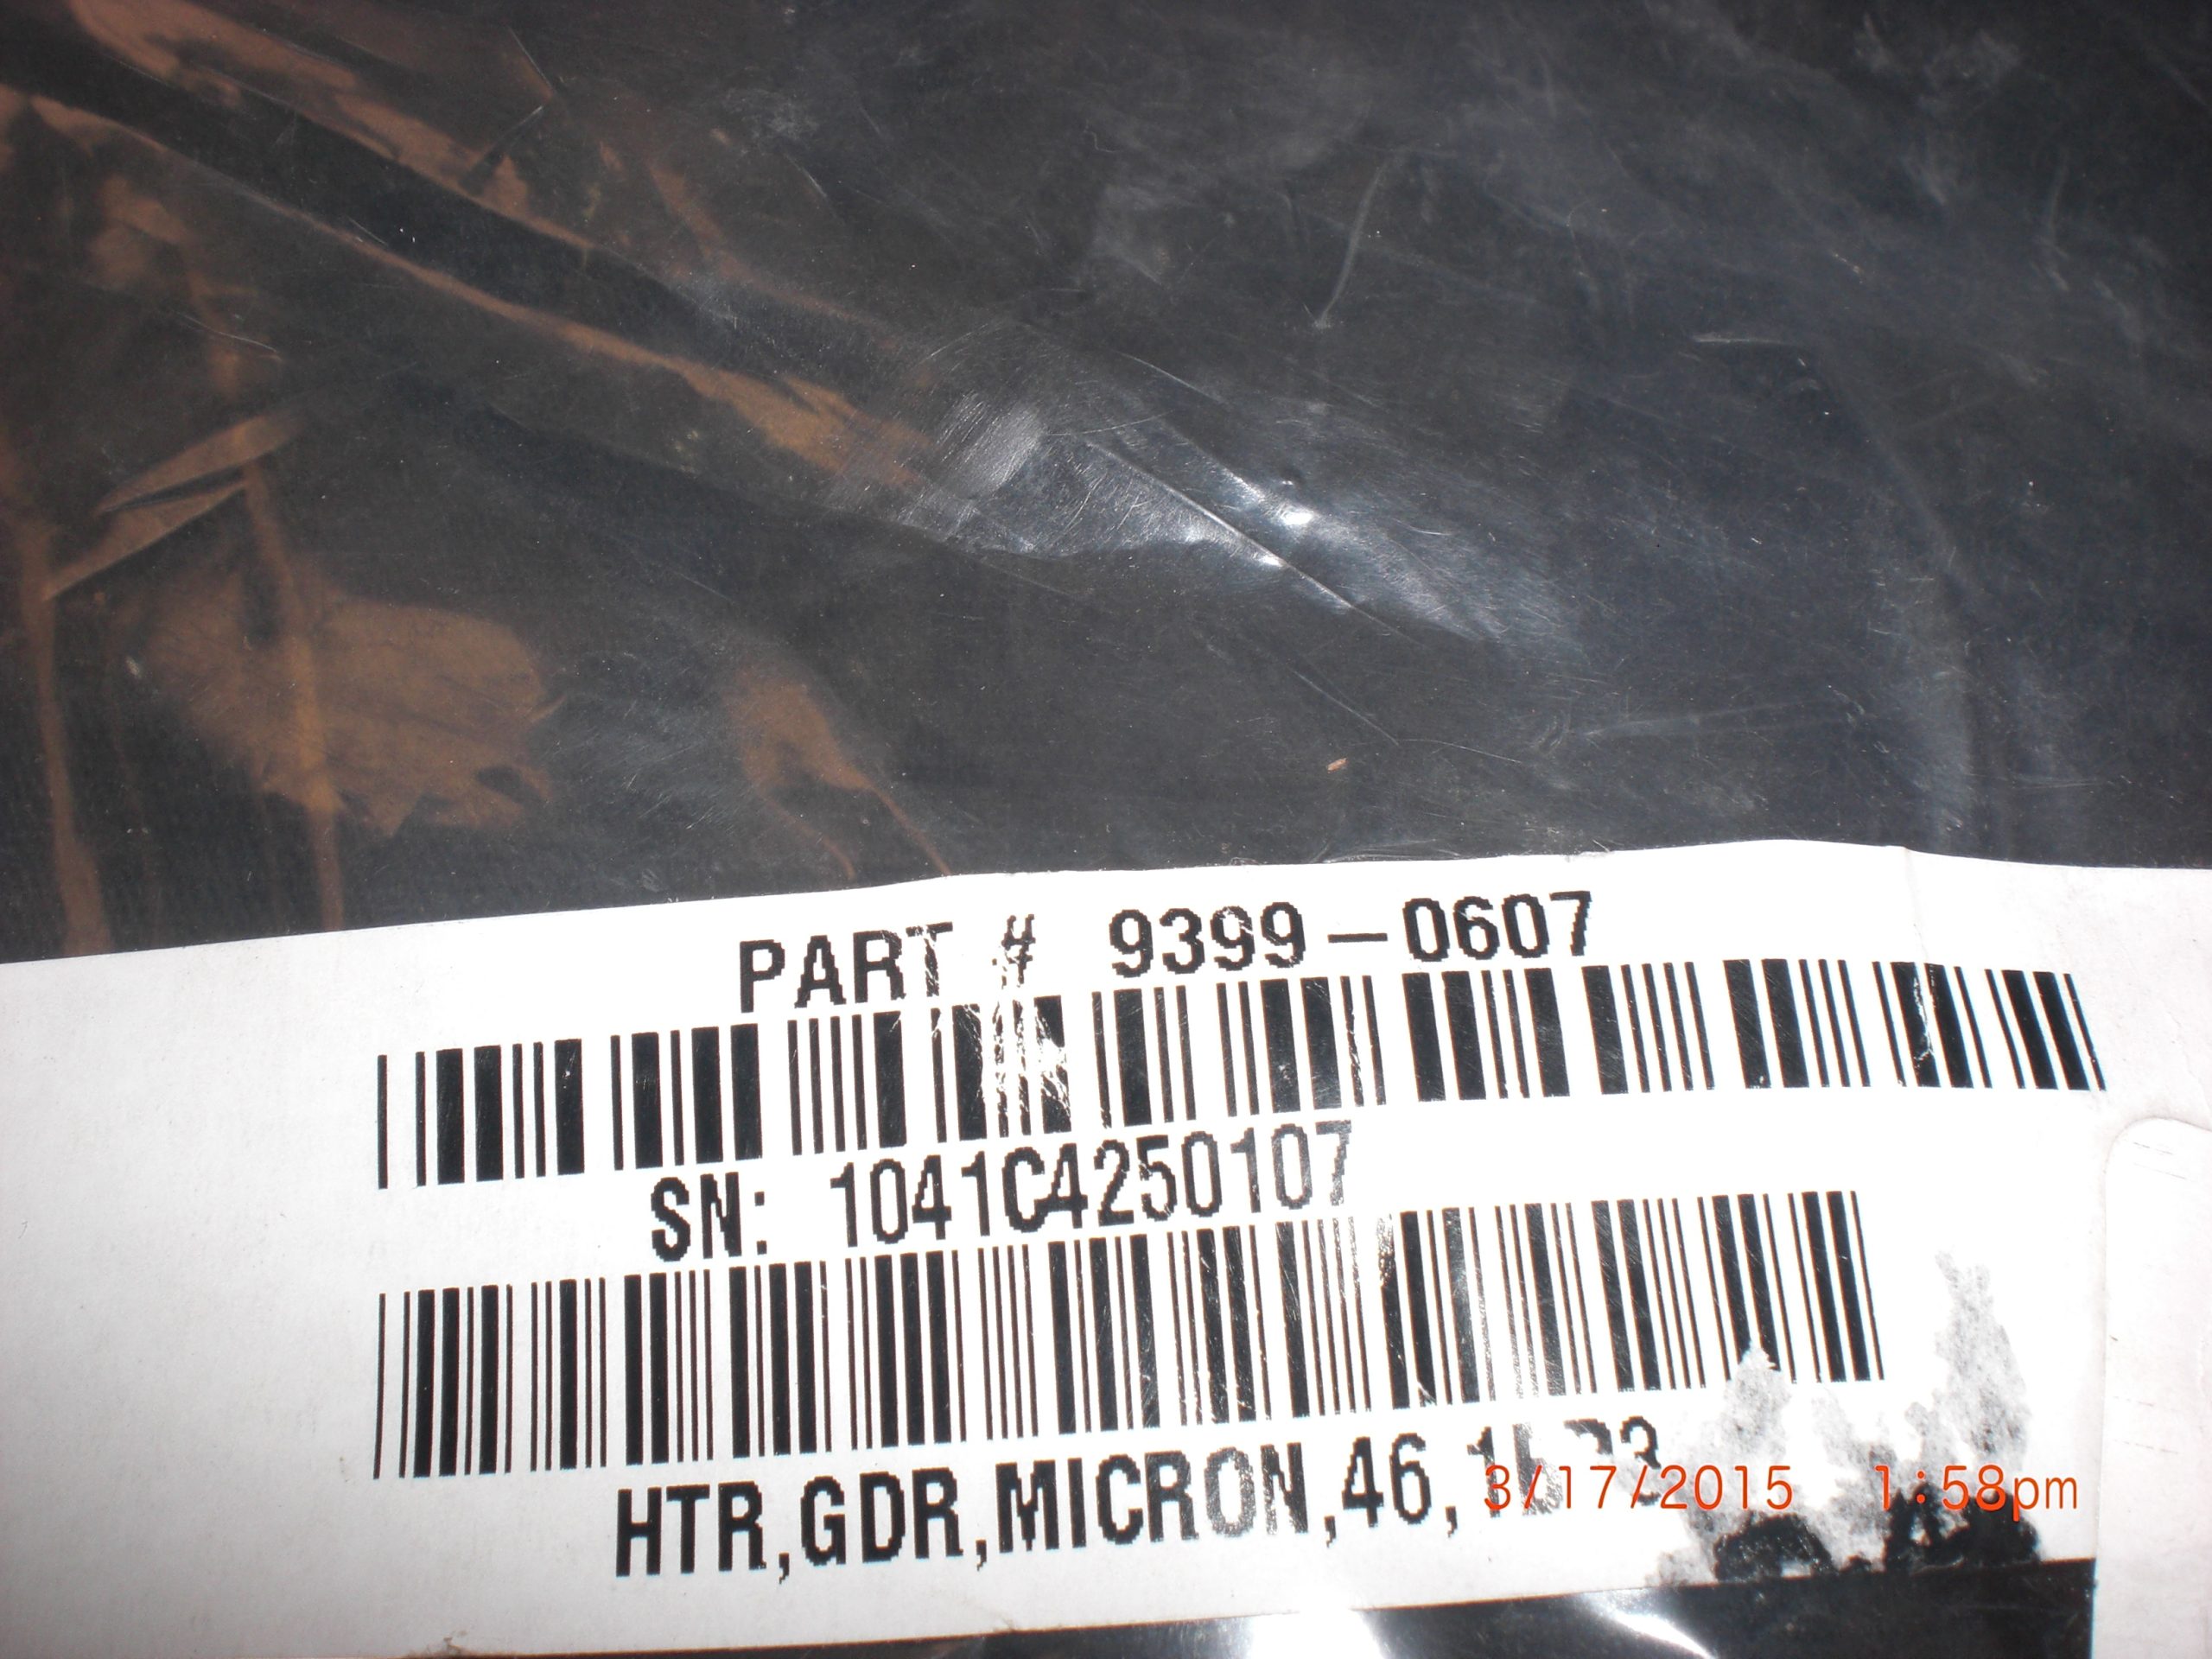 PART # 9399-0607
SN: 1041C4250107
HTR,GDR,MICRON,46,
3/17/2015 1:58pm